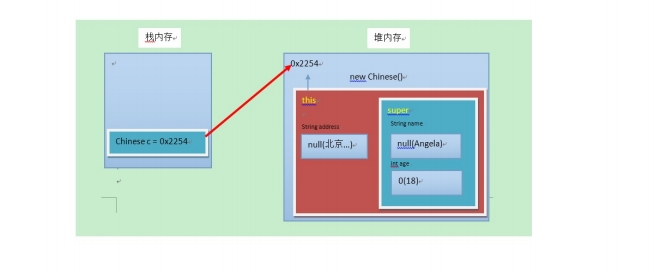 栈内存
堆内存
0x2254
new Chinese()
this
super
String address
String name
null(北京...)
null(Angela)
int age
0(18)
Chinese c = 0x2254